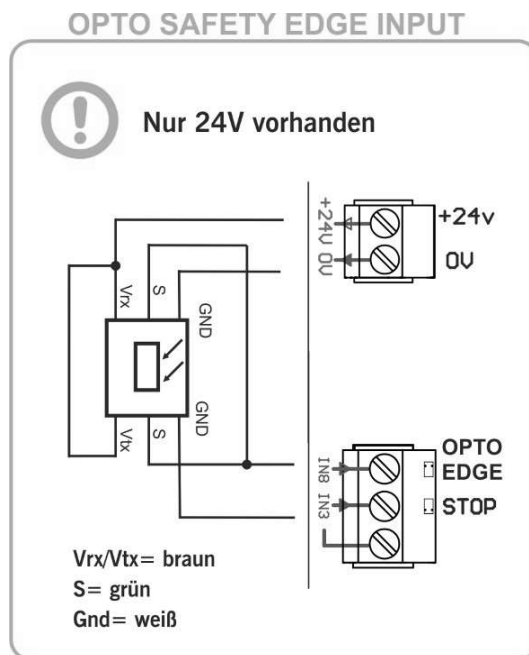 OPTO SAFETY EDGE INPUT
Nur 24V vorhanden
+24V
+24v
0V
0V
Vrx
S
GND
Vtx
S
GND
IN8
OPTO
EDGE
IN3
STOP
Vrx/Vtx= braun
S= grün
Gnd= weiß